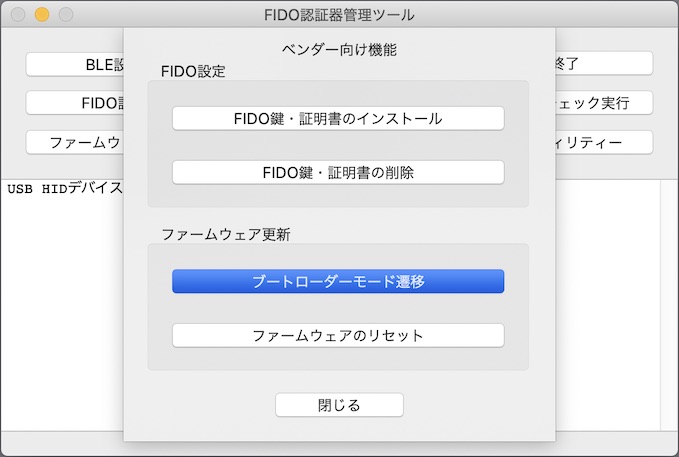 FIDO認証器管理ツール
ベンダー向け機能
BLE設
終了
FIDO設定
FIDO
ェック実行
FIDO鍵・証明書のインストール
ファームウ
ィリティー
FIDO鍵・証明書の削除
USB HIDデバイス
ファームウェア更新
ブートローダーモード遷移
ファームウェアのリセット
閉じる